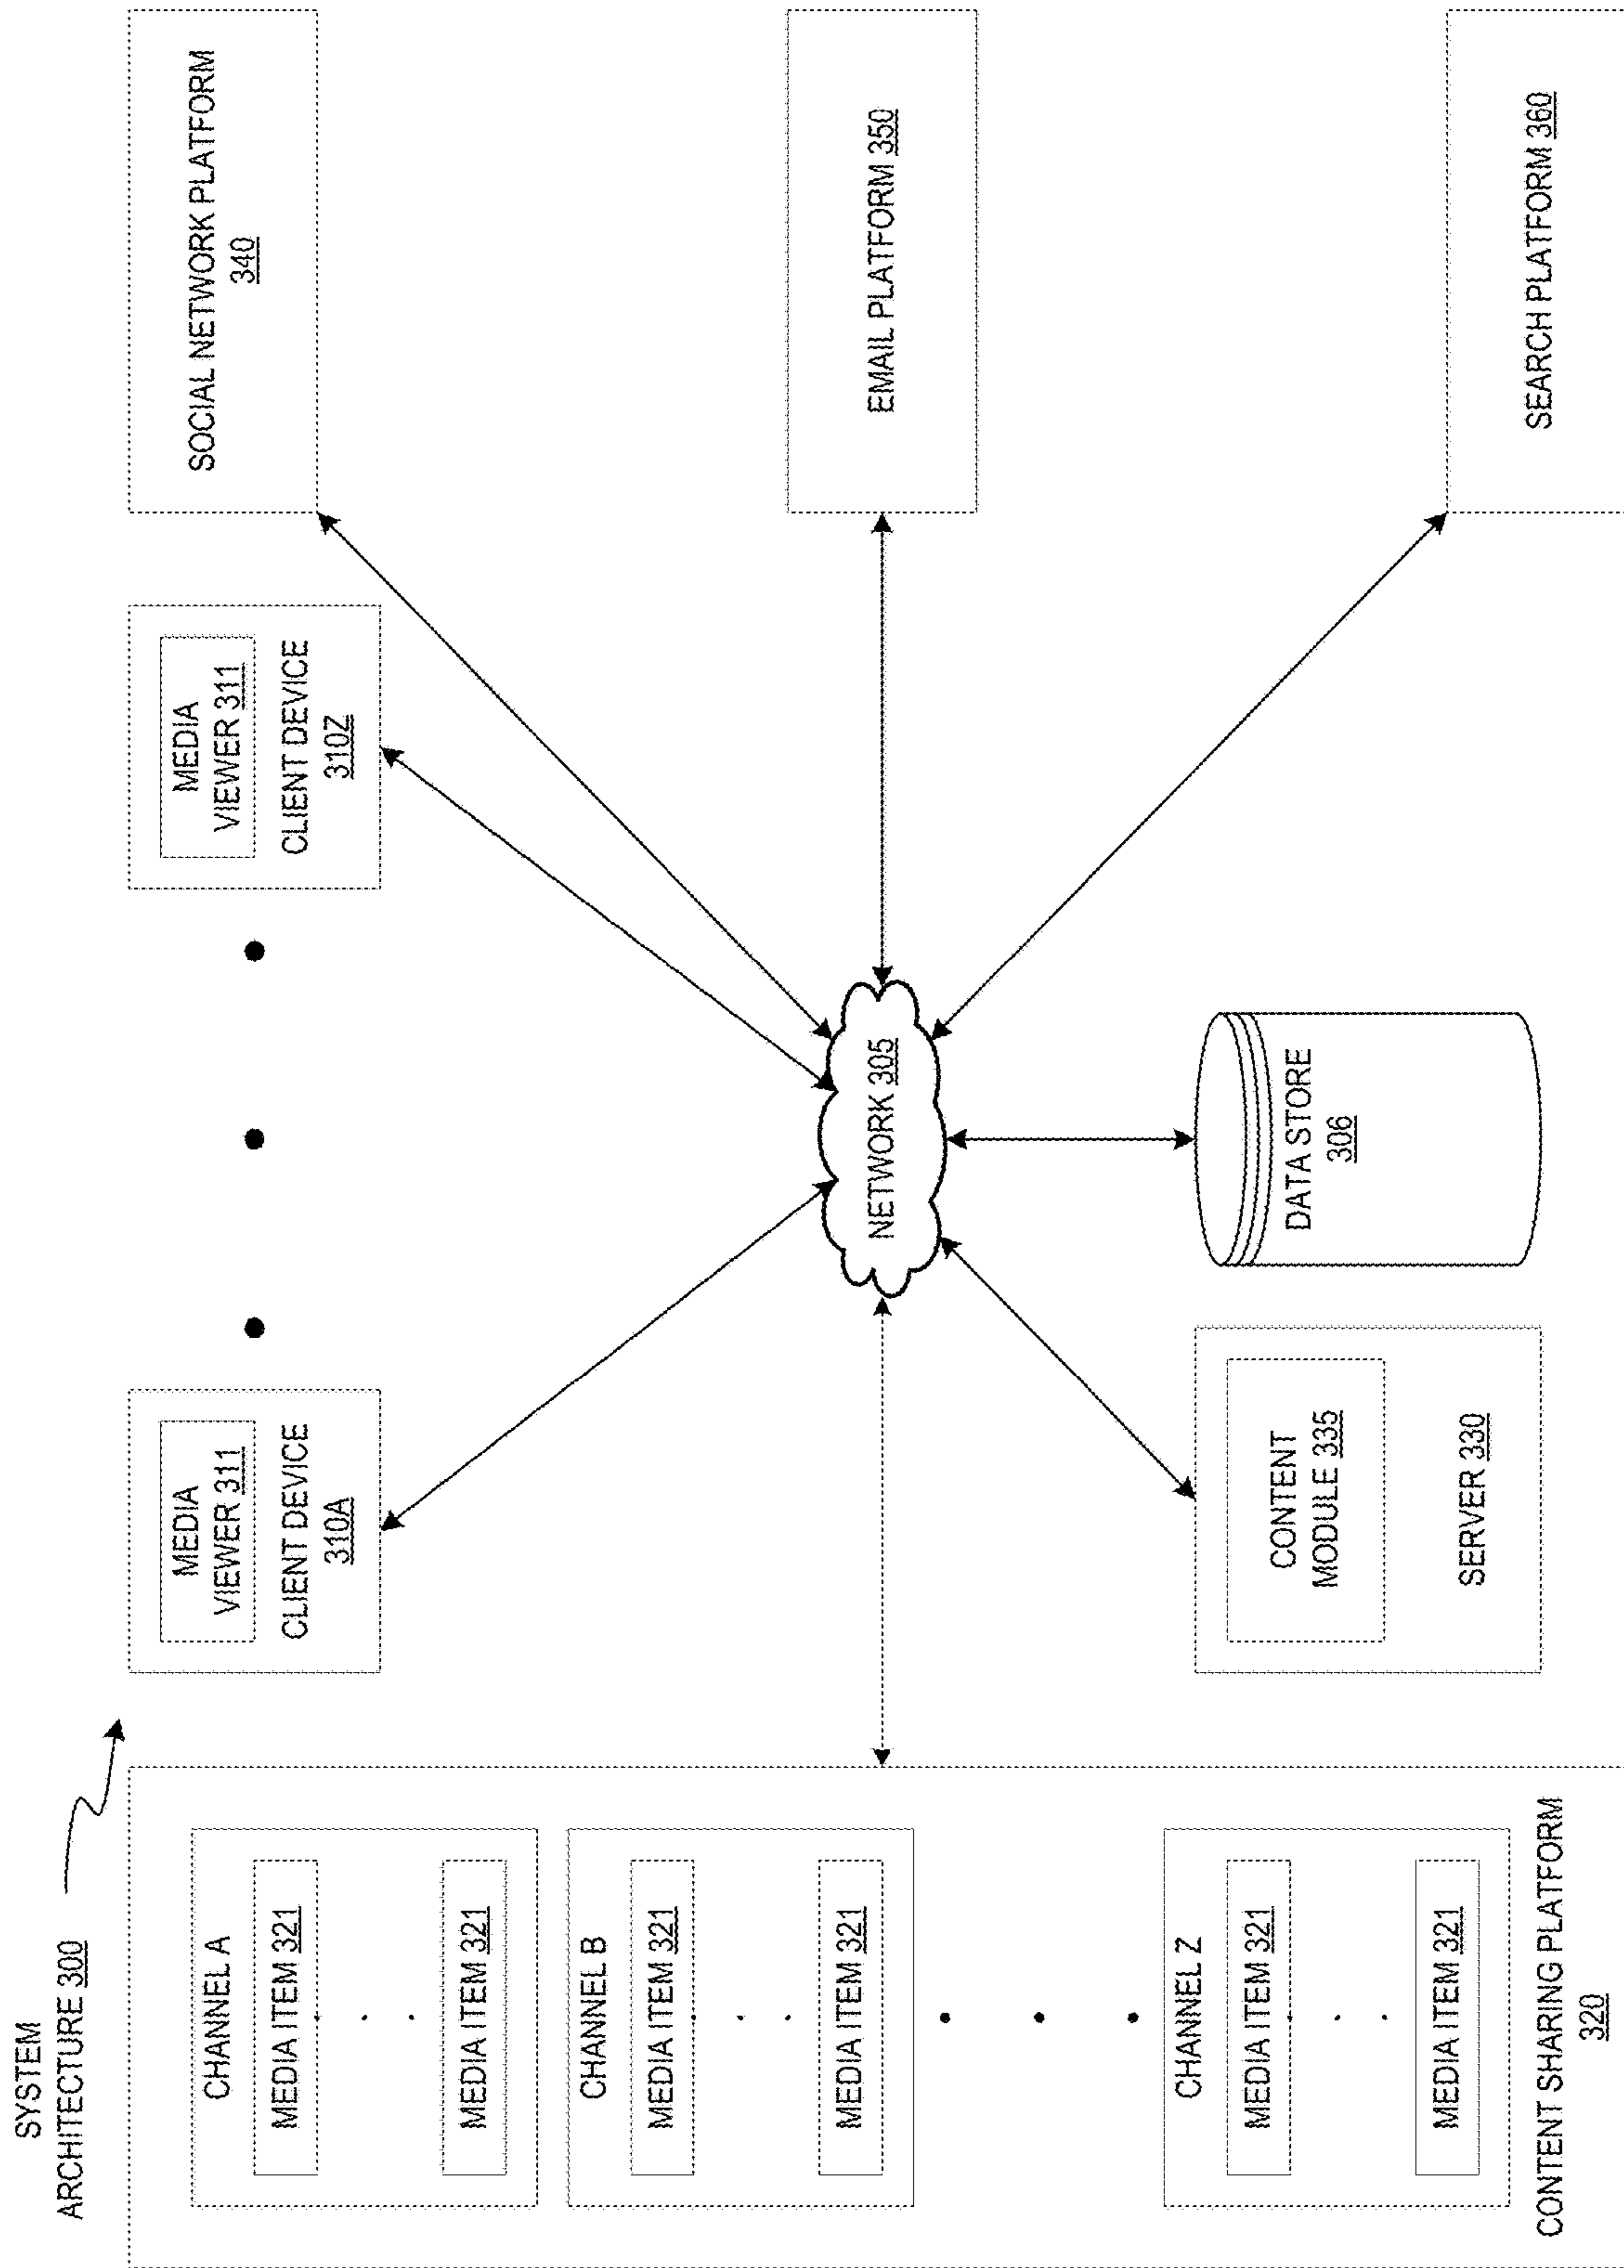 SYSTEM
ARCHITECTURE 300
CHANNEL A
MEDIA ITEM 321
MEDIA ITEM 321
CHANNEL B
MEDIA ITEM 321
MEDIA ITEM 321
CHANNEL Z
MEDIA ITEM 321
MEDIA ITEM 321
CONTENT SHARING PLATFORM
320
MEDIA
VIEWER 311
CLIENT DEVICE
310A
MEDIA
VIEWER 311
CLIENT DEVICE
310Z
NETWORK 305
CONTENT
MODULE 335
SERVER 330
DATA STORE
306
SOCIAL NETWORK PLATFORM
340
EMAIL PLATFORM 350
SEARCH PLATFORM 360